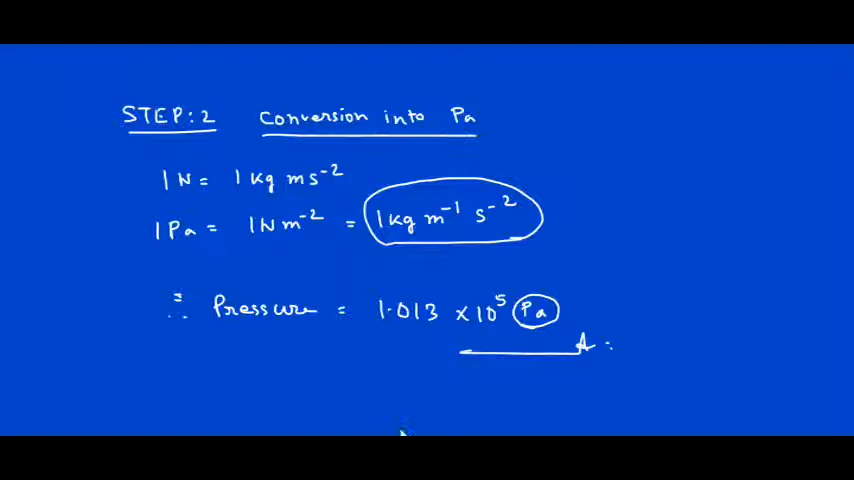 STEP:2 Conversion into Pa
1 N = 1 kg m s⁻²
1 Pa = 1 N m⁻² = 1 kg m⁻¹ s⁻²
∴ Pressure = 1.013 × 10⁵ Pa
A :